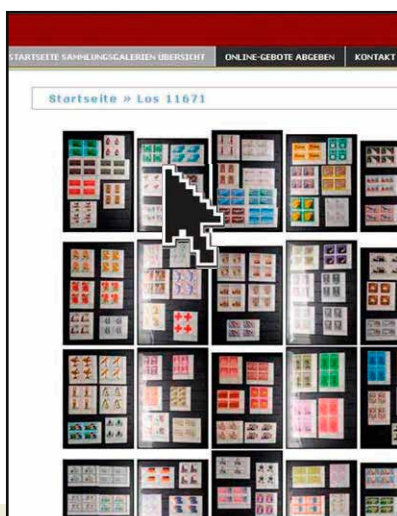 STARTSEITE SAMMLUNGSGALERIEN ÜBERSICHT ONLINE-GEBOTE ABGEBEN KONTAKT
Startseite » Los 11671